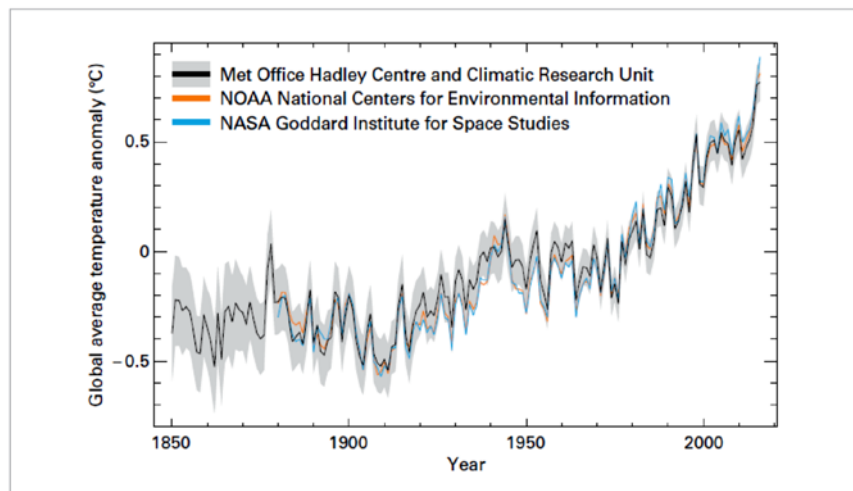 Met Office Hadley Centre and Climatic Research Unit
NOAA National Centers for Environmental Information
NASA Goddard Institute for Space Studies
Global average temperature anomaly (°C)
0.5
0
−0.5
1850
1900
1950
2000
Year